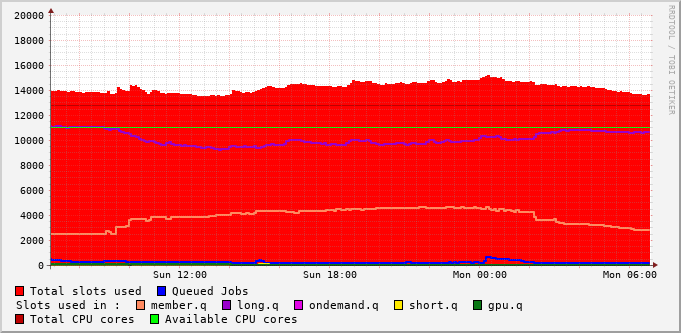 RRDTOOL / TOBI OETIKER
20000
18000
16000
14000
12000
10000
8000
6000
4000
2000
0
Sun 12:00 Sun 18:00 Mon 00:00 Mon 06:00
Total slots used Queued Jobs
Slots used in : member.q long.q ondemand.q short.q gpu.q
Total CPU cores Available CPU cores